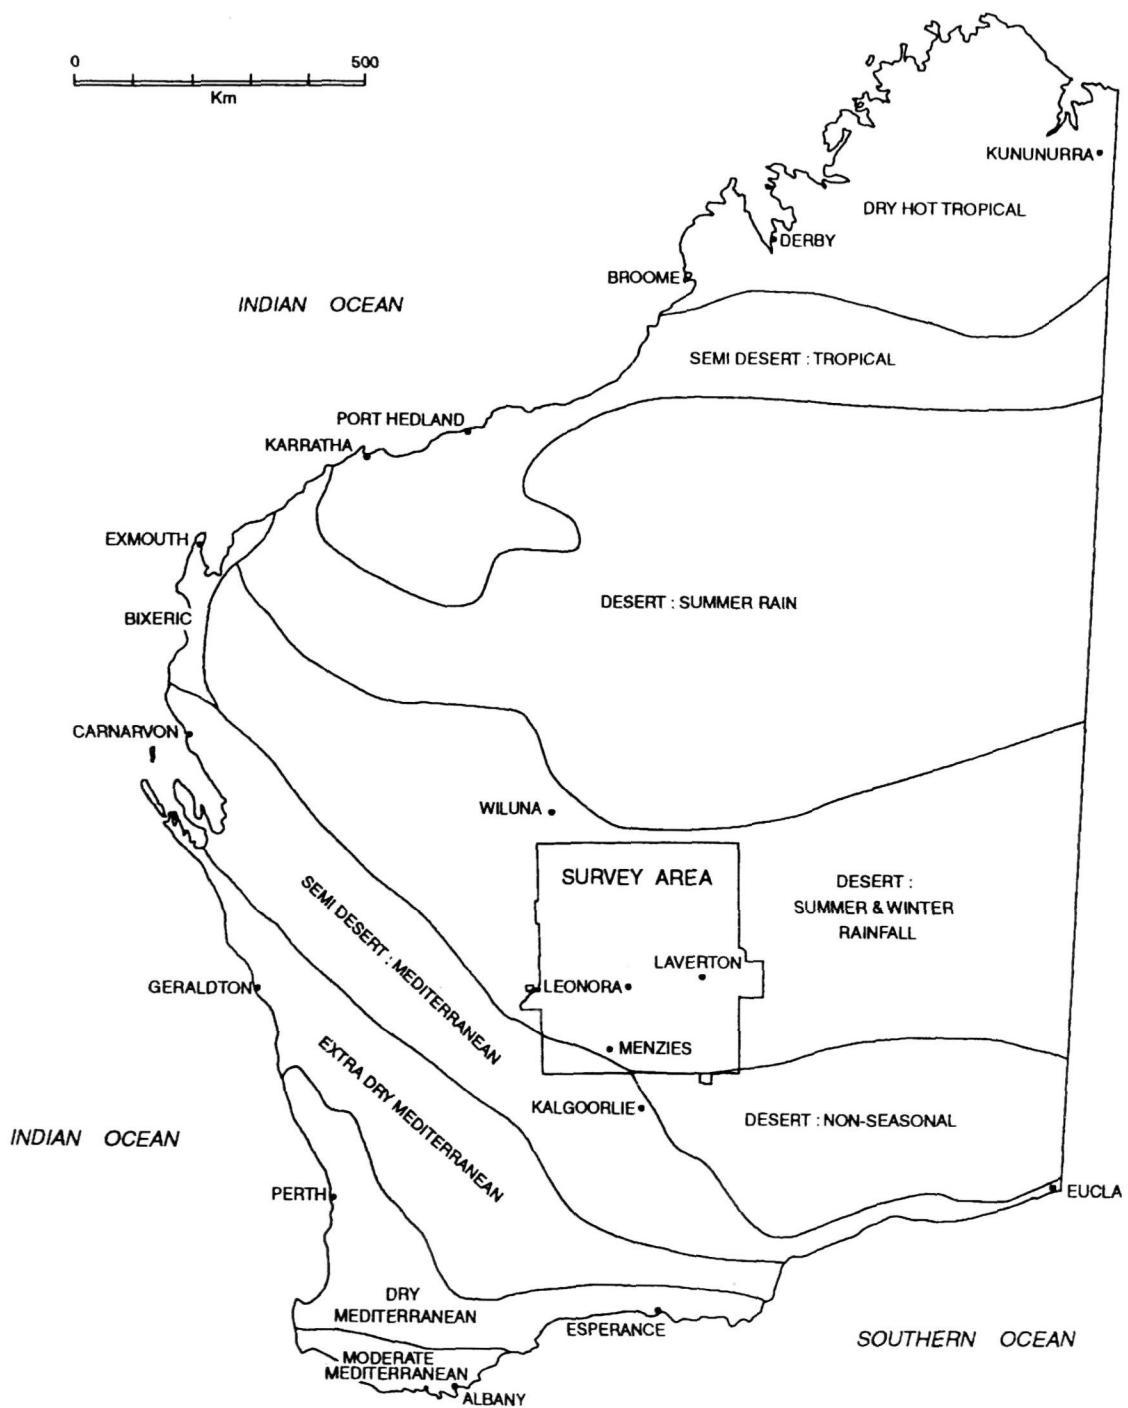 0 500
Km
KUNUNURRA
DRY HOT TROPICAL
DERBY
BROOME
INDIAN OCEAN
SEMI DESERT : TROPICAL
PORT HEDLAND
KARRATHA
EXMOUTH
DESERT : SUMMER RAIN
BIXERIC
CARNARVON
WILUNA
SURVEY AREA
DESERT :
SUMMER & WINTER
RAINFALL
SEMI DESERT : MEDITERRANEAN
LAVERTON
LEONORA
GERALDTON
MENZIES
EXTRA DRY MEDITERRANEAN
KALGOORLIE
DESERT : NON-SEASONAL
INDIAN OCEAN
PERTH
EUCLA
DRY
MEDITERRANEAN
ESPERANCE
SOUTHERN OCEAN
MODERATE
MEDITERRANEAN
ALBANY